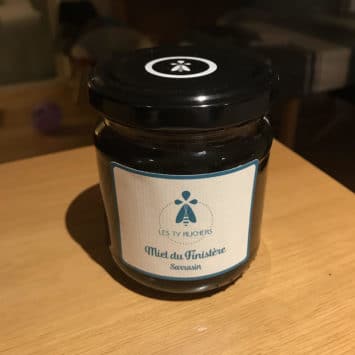 LES TY RUCHERS
Miel du Finistère
Sarrasin